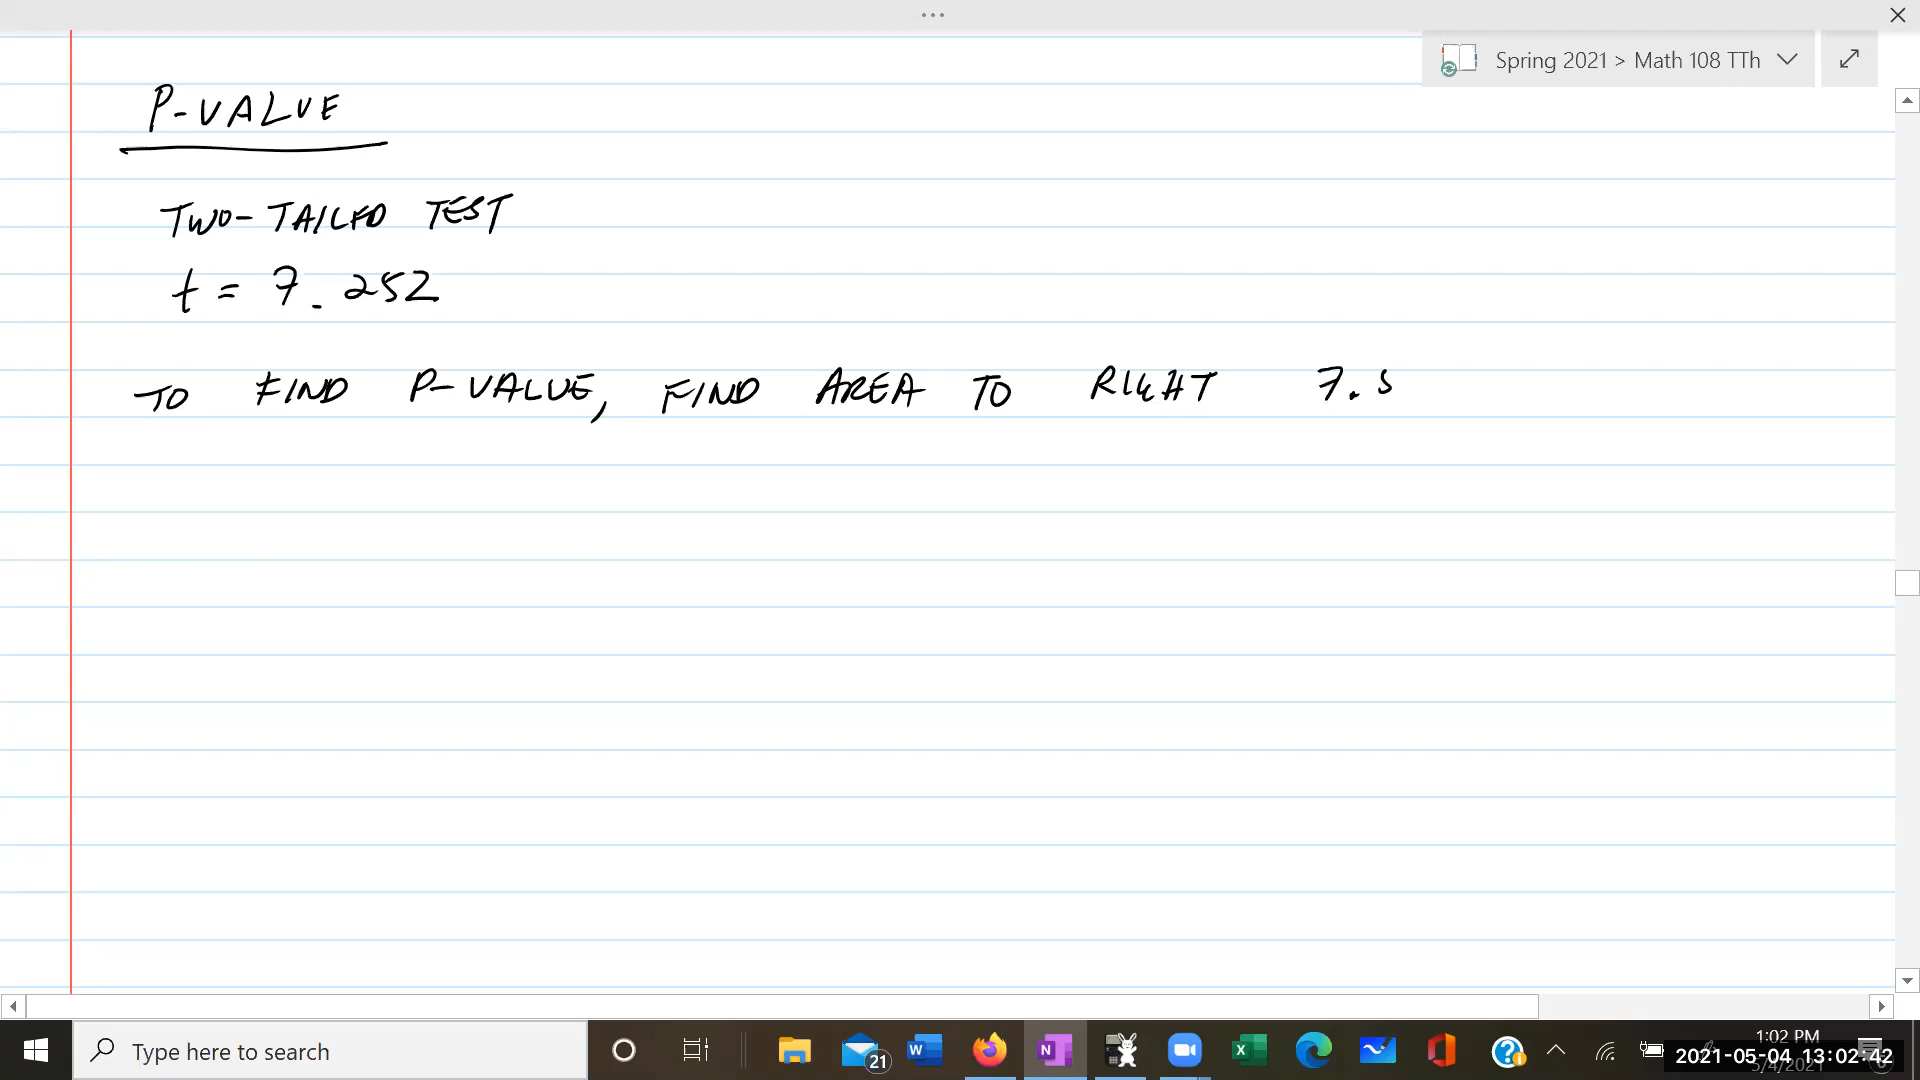 Spring 2021 > Math 108 TTh
P-VALUE
TWO-TAILED TEST
t = 7.252
TO FIND P-VALUE, FIND AREA TO RIGHT 7.
Type here to search
21
1:02 PM
2021-05-04 13:02:42